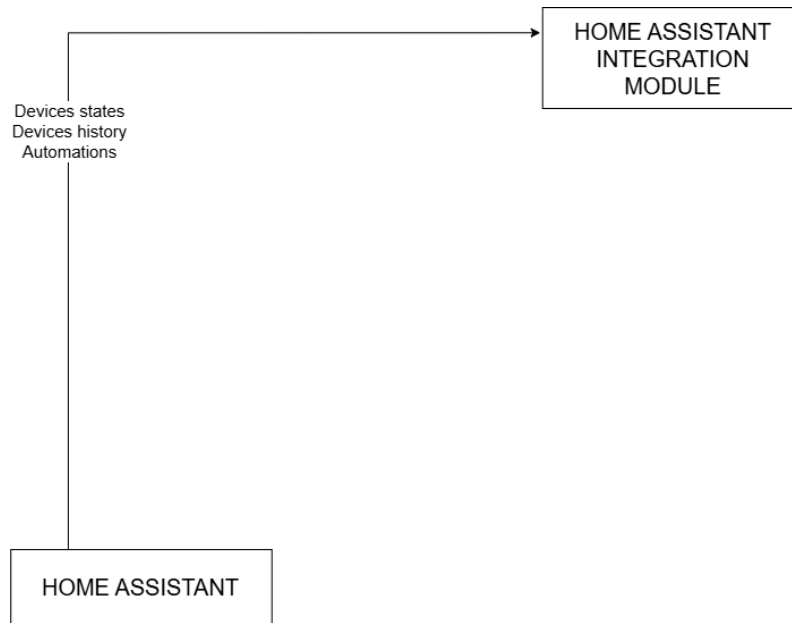 HOME ASSISTANT
INTEGRATION
MODULE
Devices states
Devices history
Automations
HOME ASSISTANT